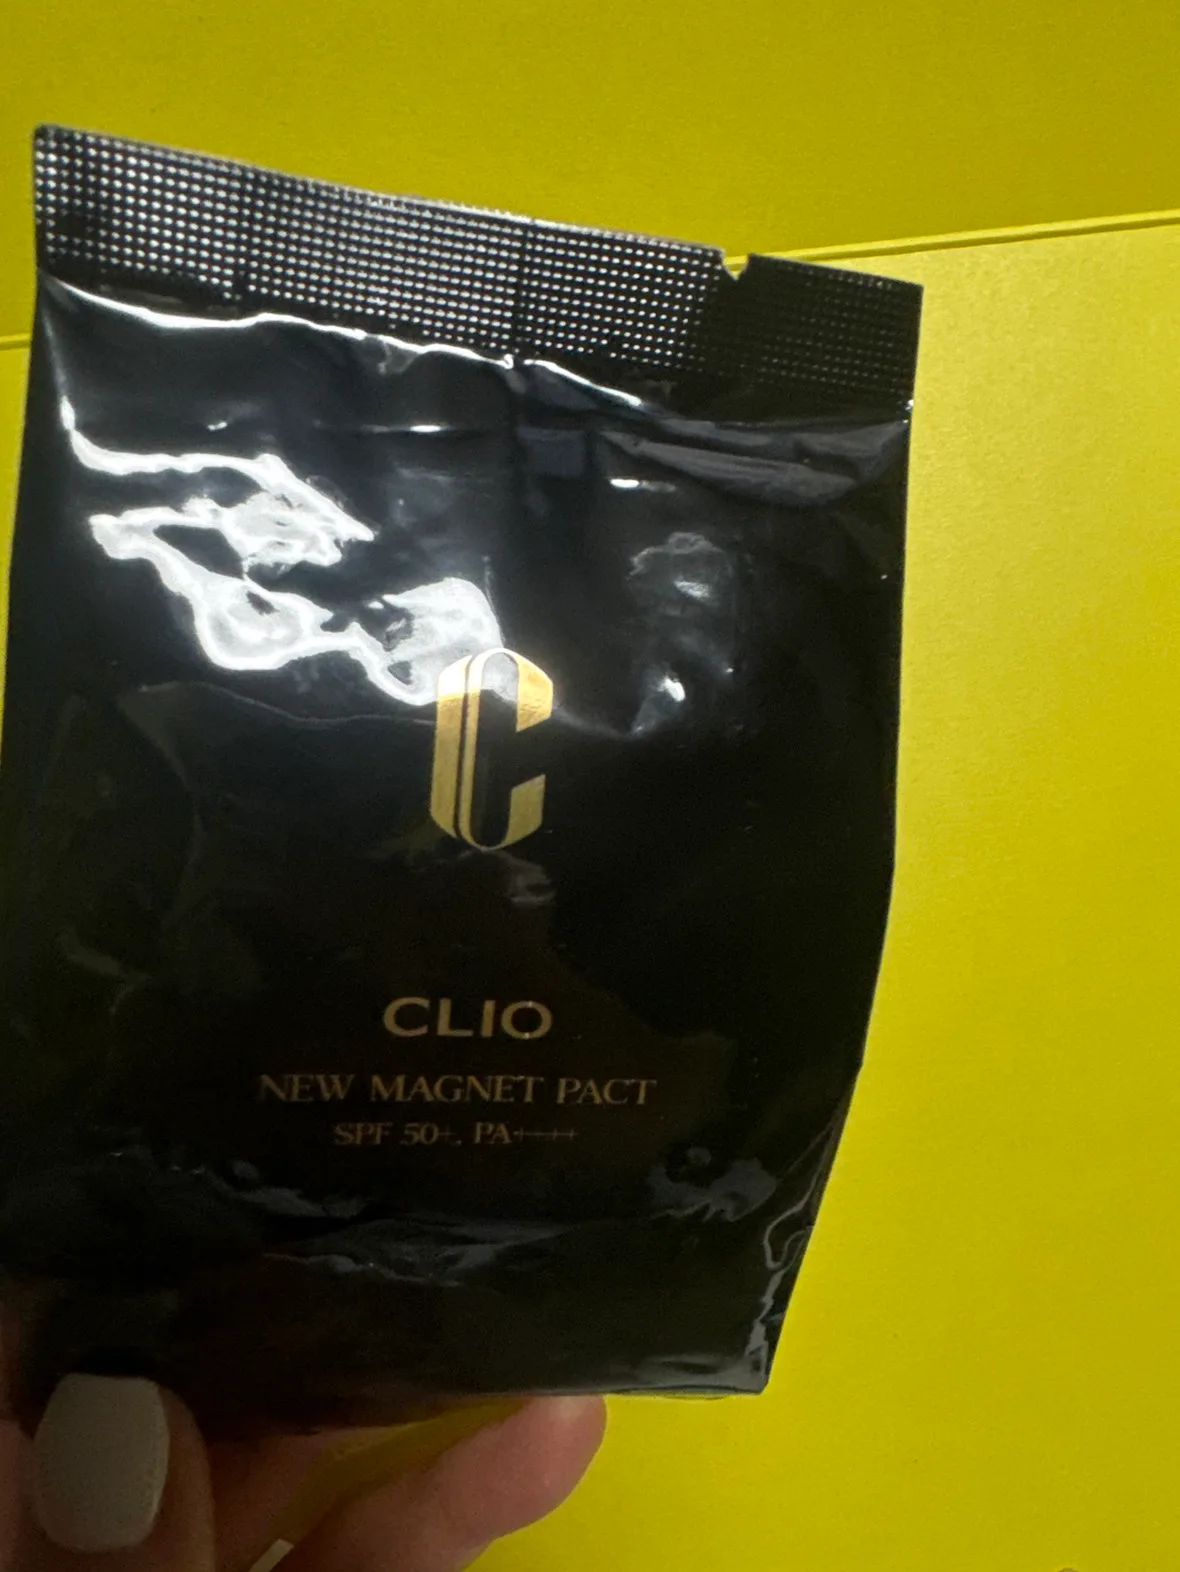 C
CLIO
NEW MAGNET PACT
SPF 50+, PA++++